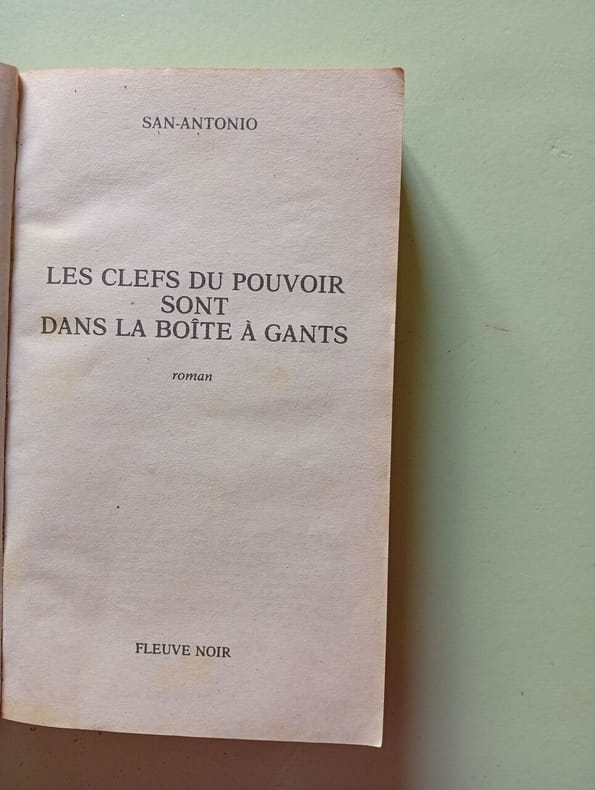 SAN-ANTONIO
LES CLEFS DU POUVOIR
SONT
DANS LA BOÎTE À GANTS
roman
FLEUVE NOIR